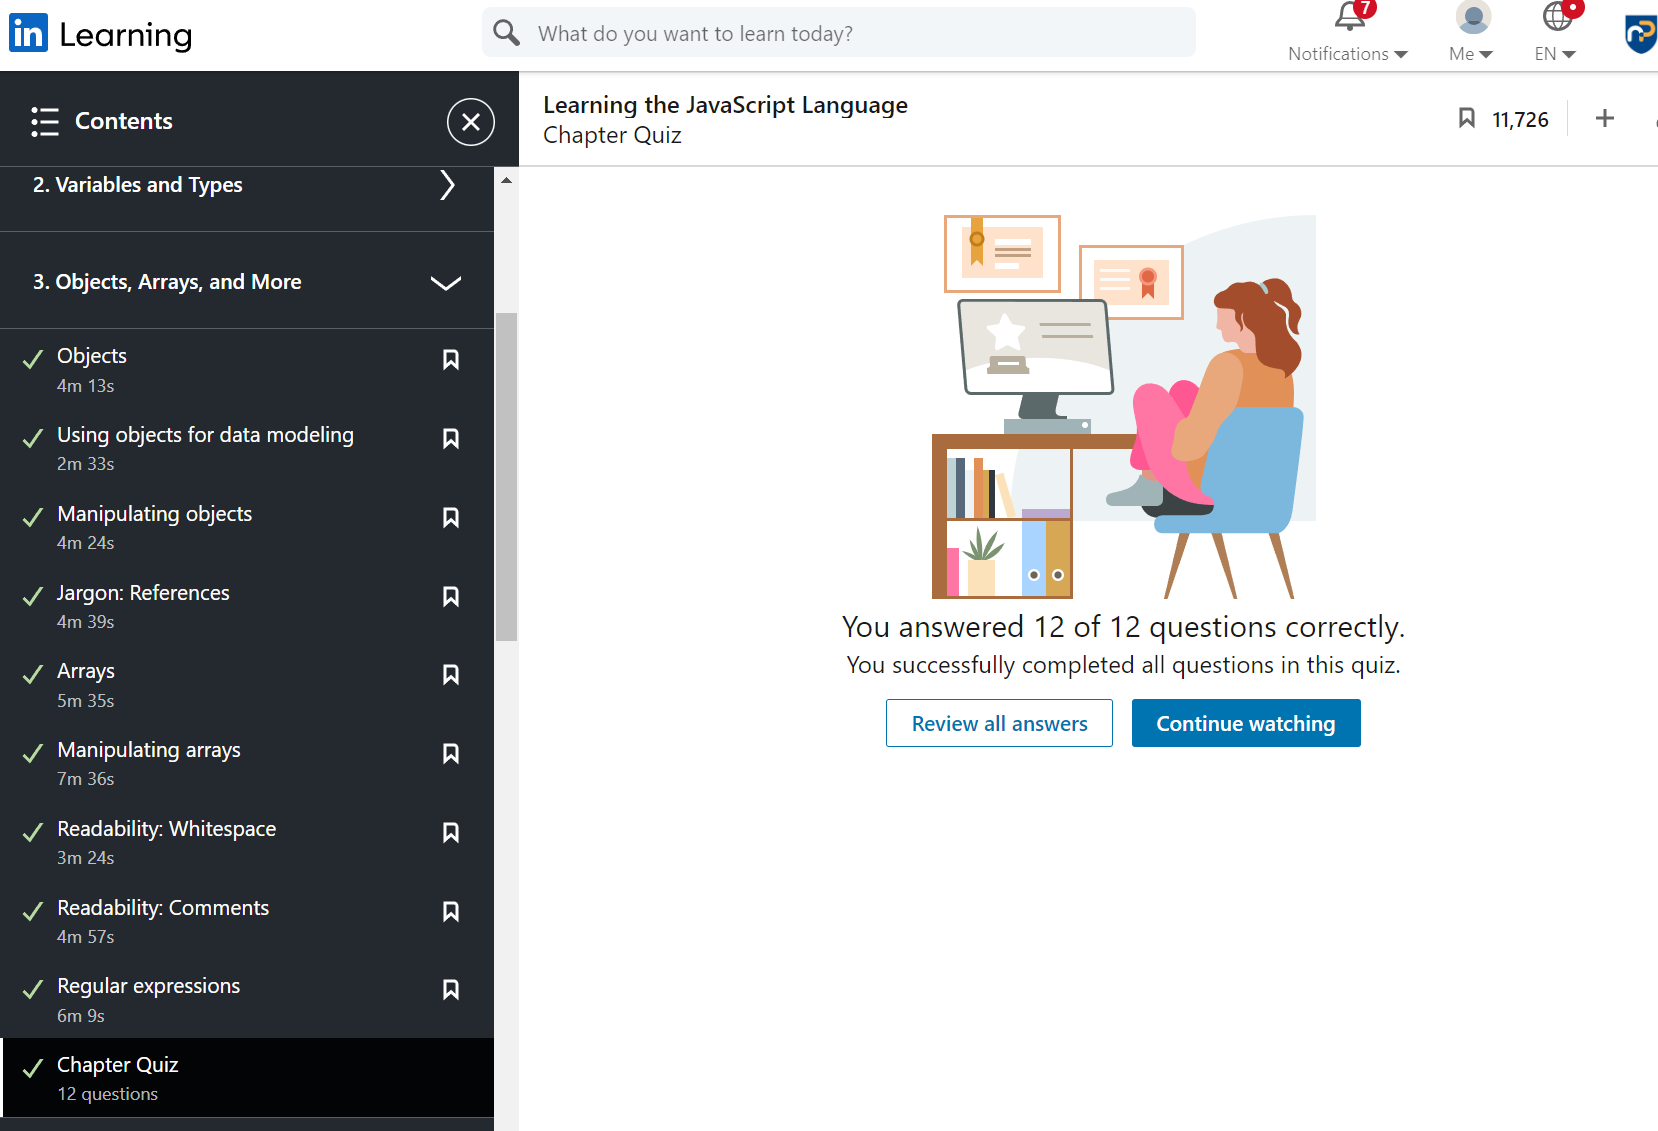 in Learning
What do you want to learn today?
7
Notifications
Me
EN
Contents
Learning the JavaScript Language
Chapter Quiz
11,726
2. Variables and Types
3. Objects, Arrays, and More
Objects
4m 13s
Using objects for data modeling
2m 33s
Manipulating objects
4m 24s
Jargon: References
4m 39s
Arrays
5m 35s
Manipulating arrays
7m 36s
Readability: Whitespace
3m 24s
Readability: Comments
4m 57s
Regular expressions
6m 9s
Chapter Quiz
12 questions
You answered 12 of 12 questions correctly.
You successfully completed all questions in this quiz.
Review all answers
Continue watching